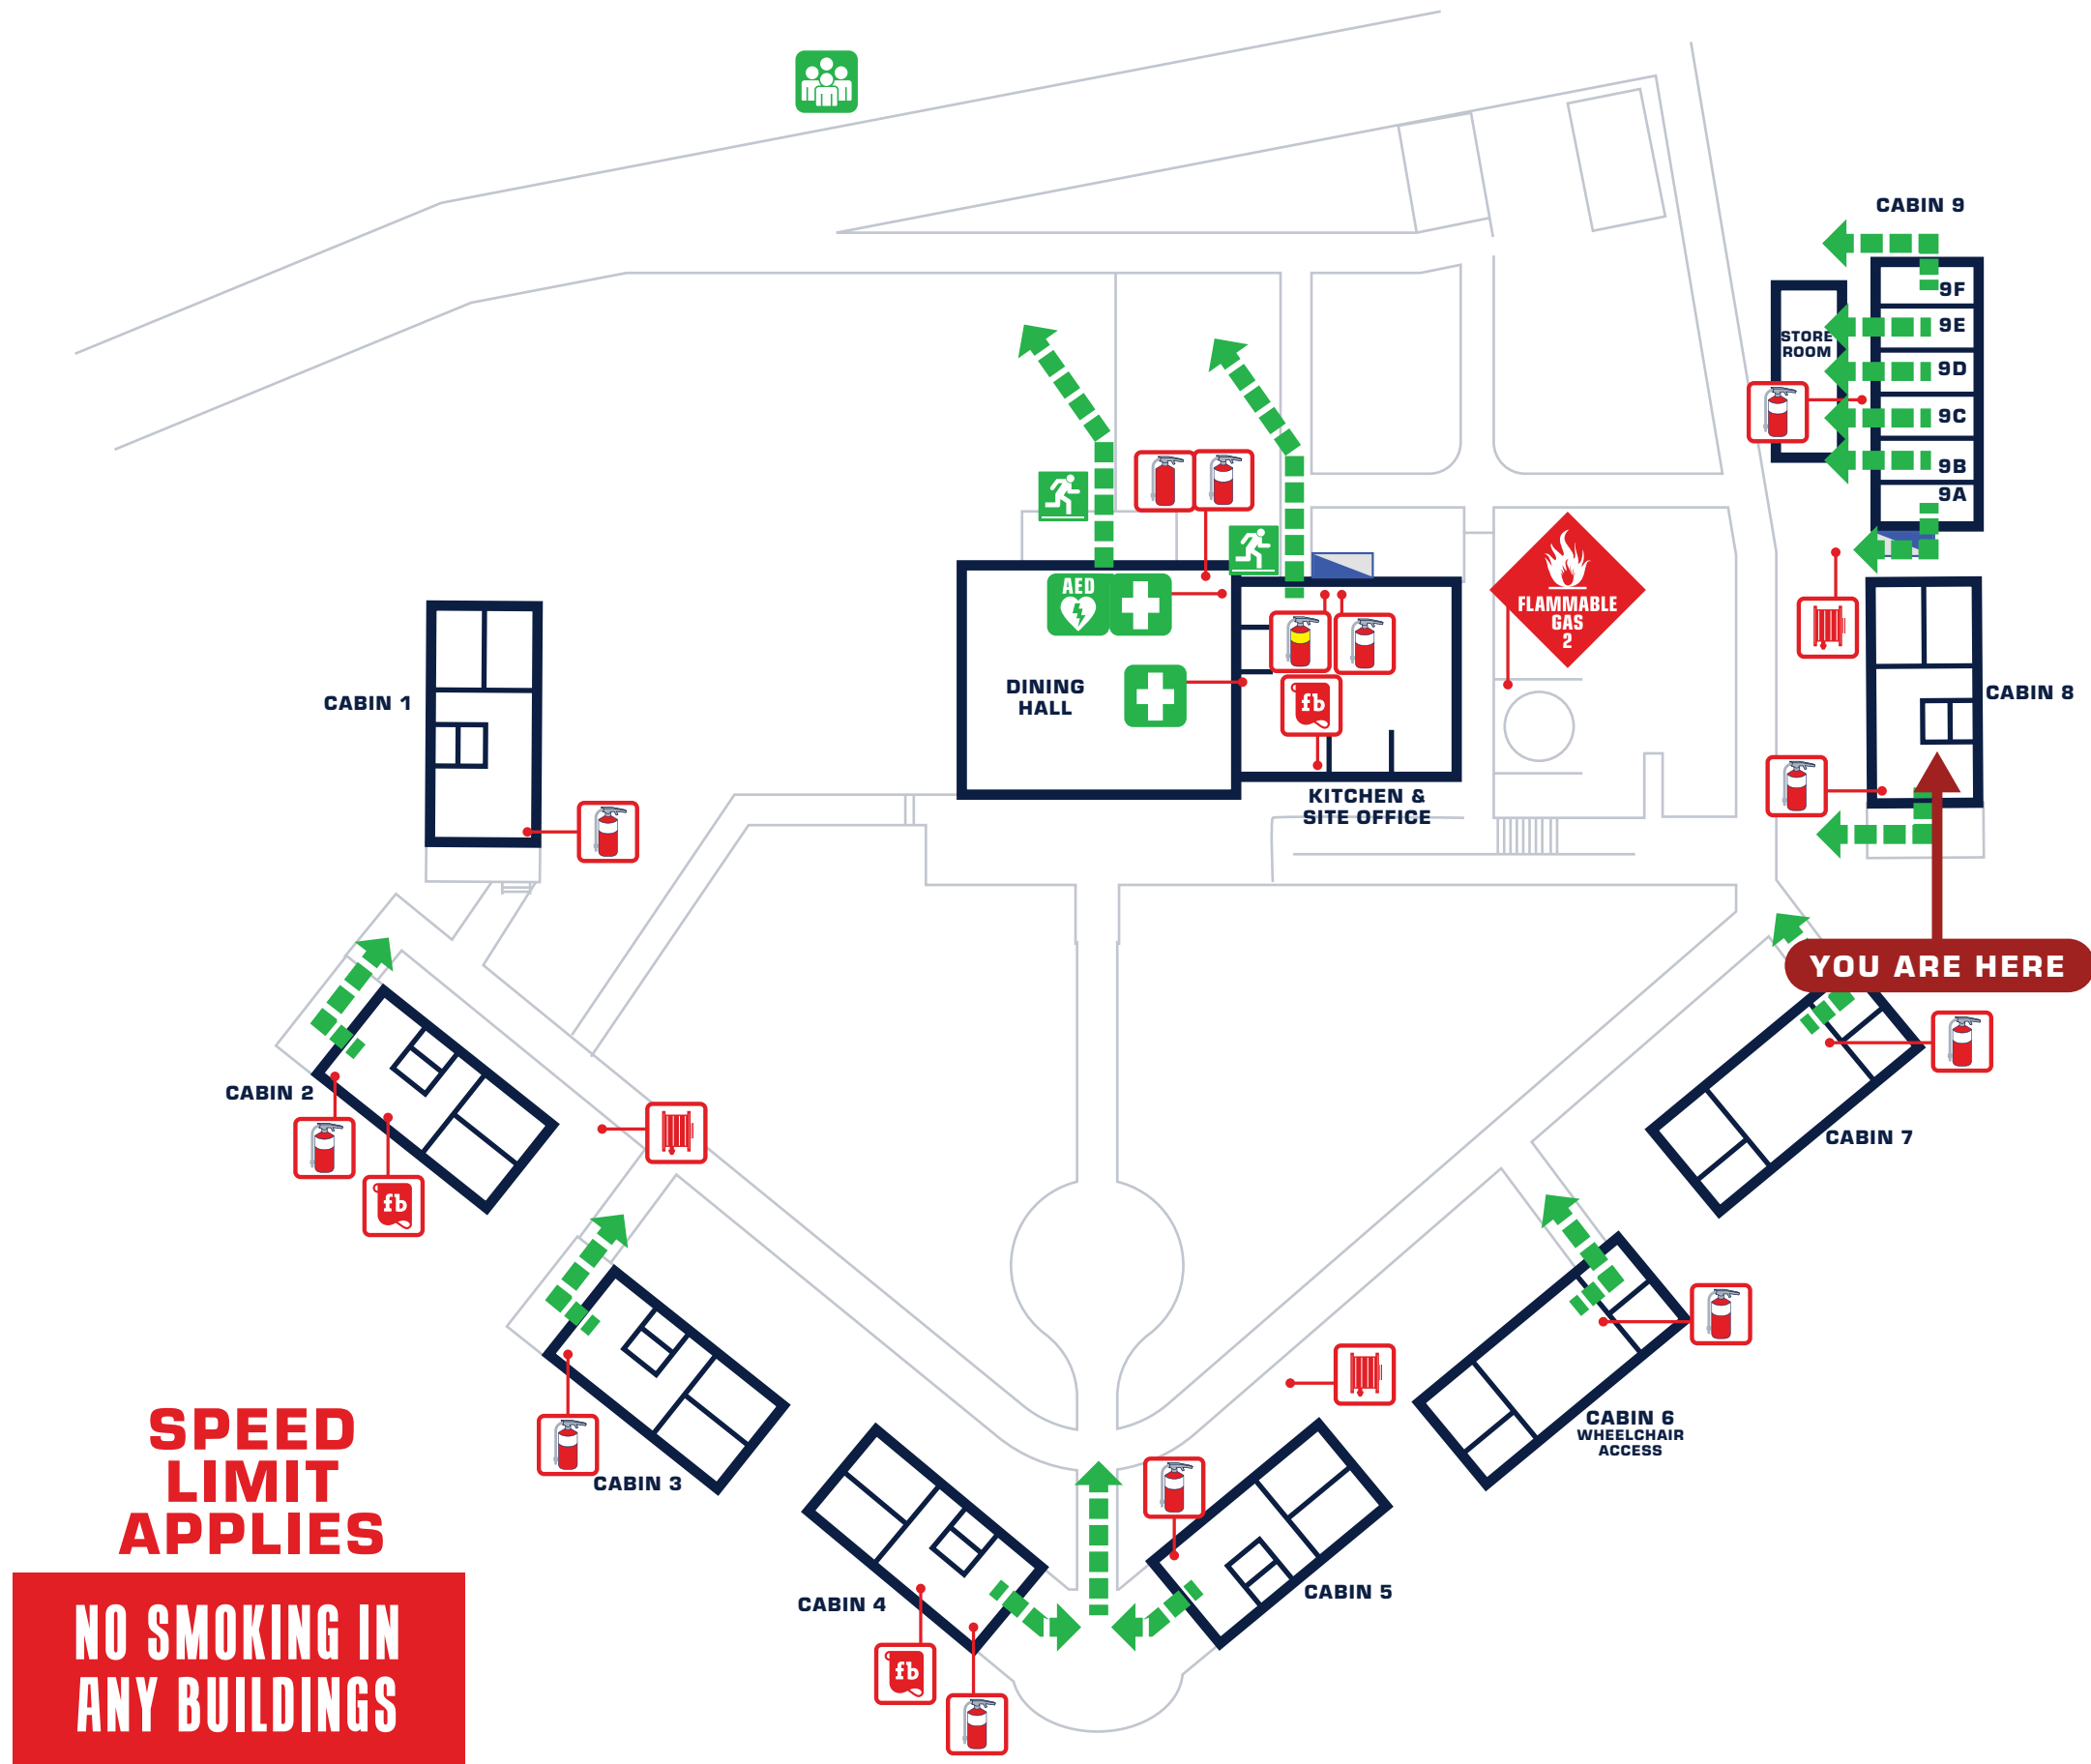 CABIN 9
9F
9E
STORE
ROOM
9D
9C
9B
9A
AED
FLAMMABLE
GAS
2
DINING
HALL
fb
CABIN 1
CABIN 8
KITCHEN &
SITE OFFICE
YOU ARE HERE
CABIN 2
fb
CABIN 7
CABIN 6
WHEELCHAIR
ACCESS
CABIN 3
CABIN 5
CABIN 4
fb
SPEED
LIMIT
APPLIES
NO SMOKING IN
ANY BUILDINGS